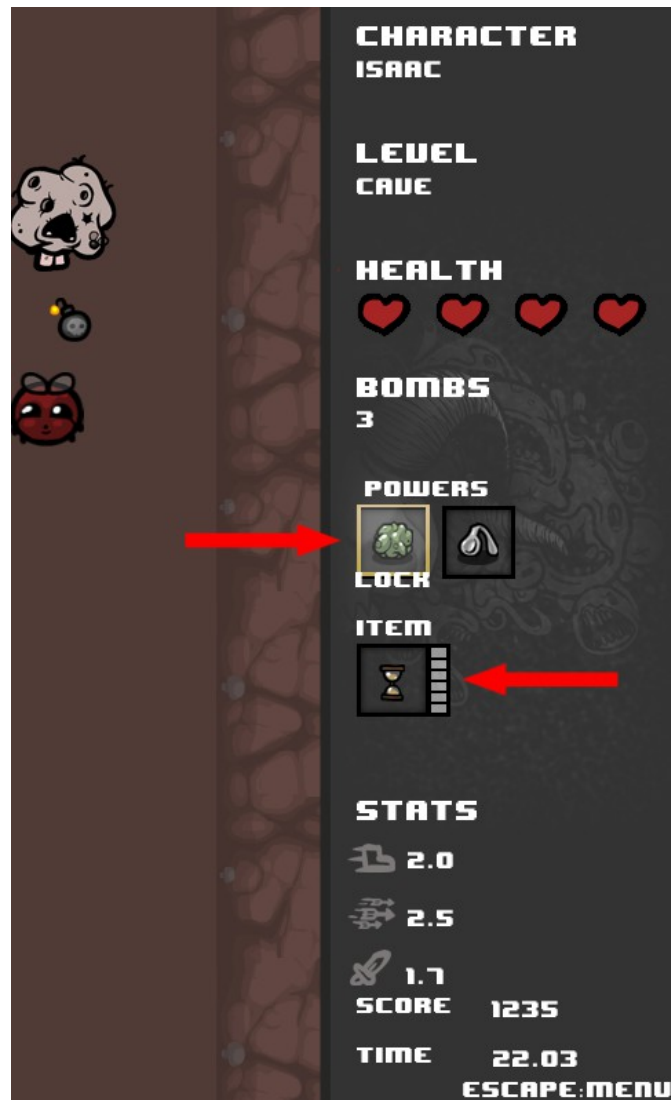 CHARACTER
ISAAC
LEVEL
CAVE
HEALTH
BOMBS
3
POWERS
LOCK
ITEM
STATS
2.0
2.5
1.7
SCORE 1235
TIME 22.03
ESCAPE:MENU